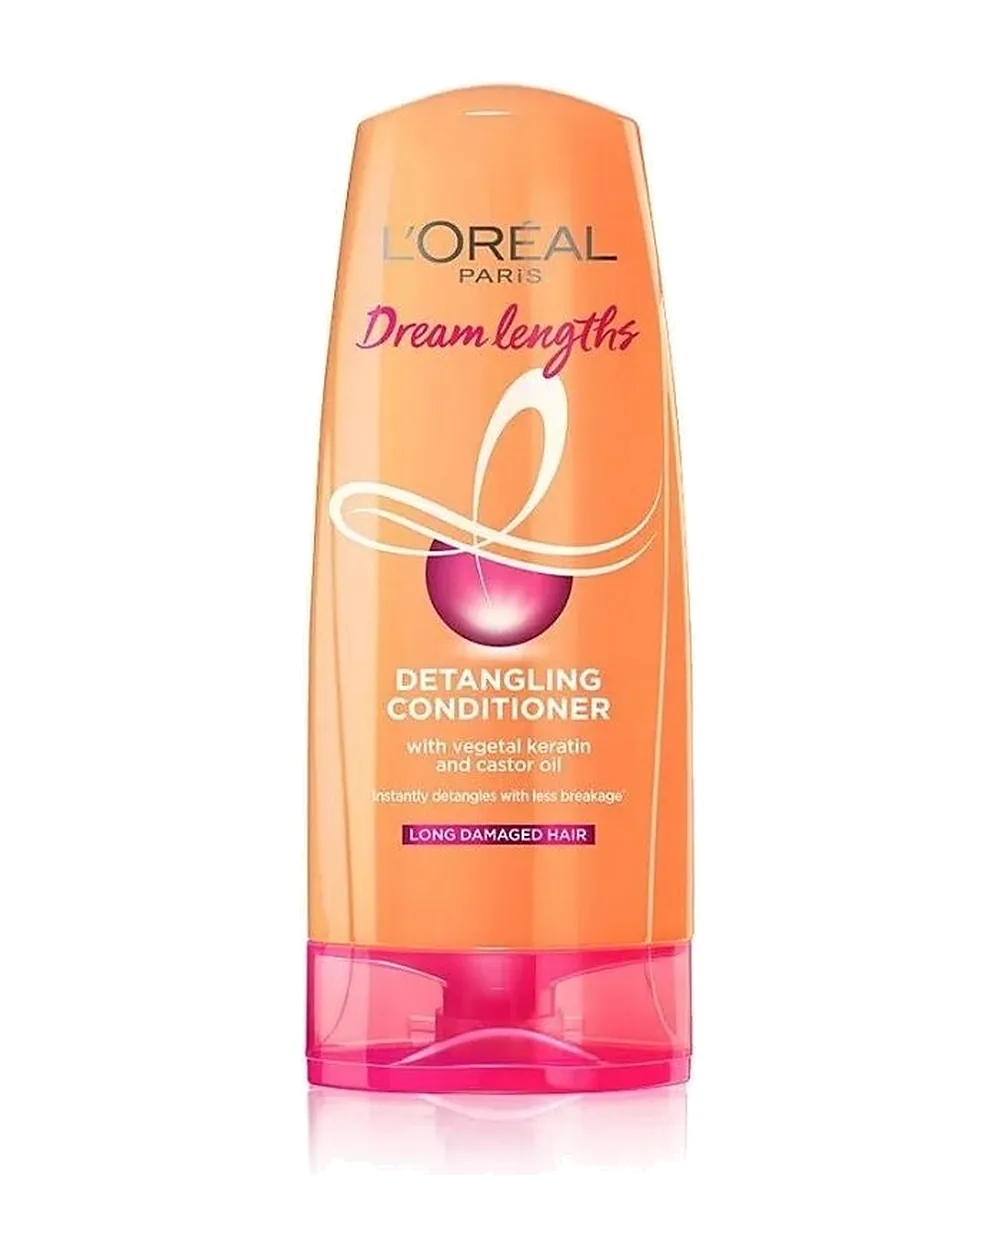 L'ORÉAL
PARiS
Dream lengths
DETANGLING
CONDITIONER
with vegetal keratin
and castor oil
Instantly detangles with less breakage*
LONG DAMAGED HAIR